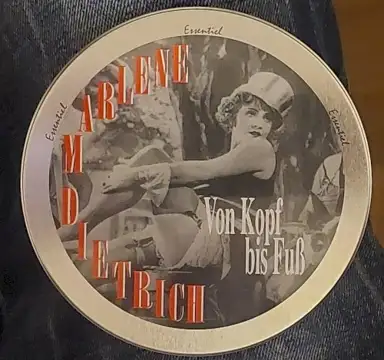 Essentiel
Essentiel
Essentiel
MARLENE
DIETRICH
Von Kopf
bis Fuß